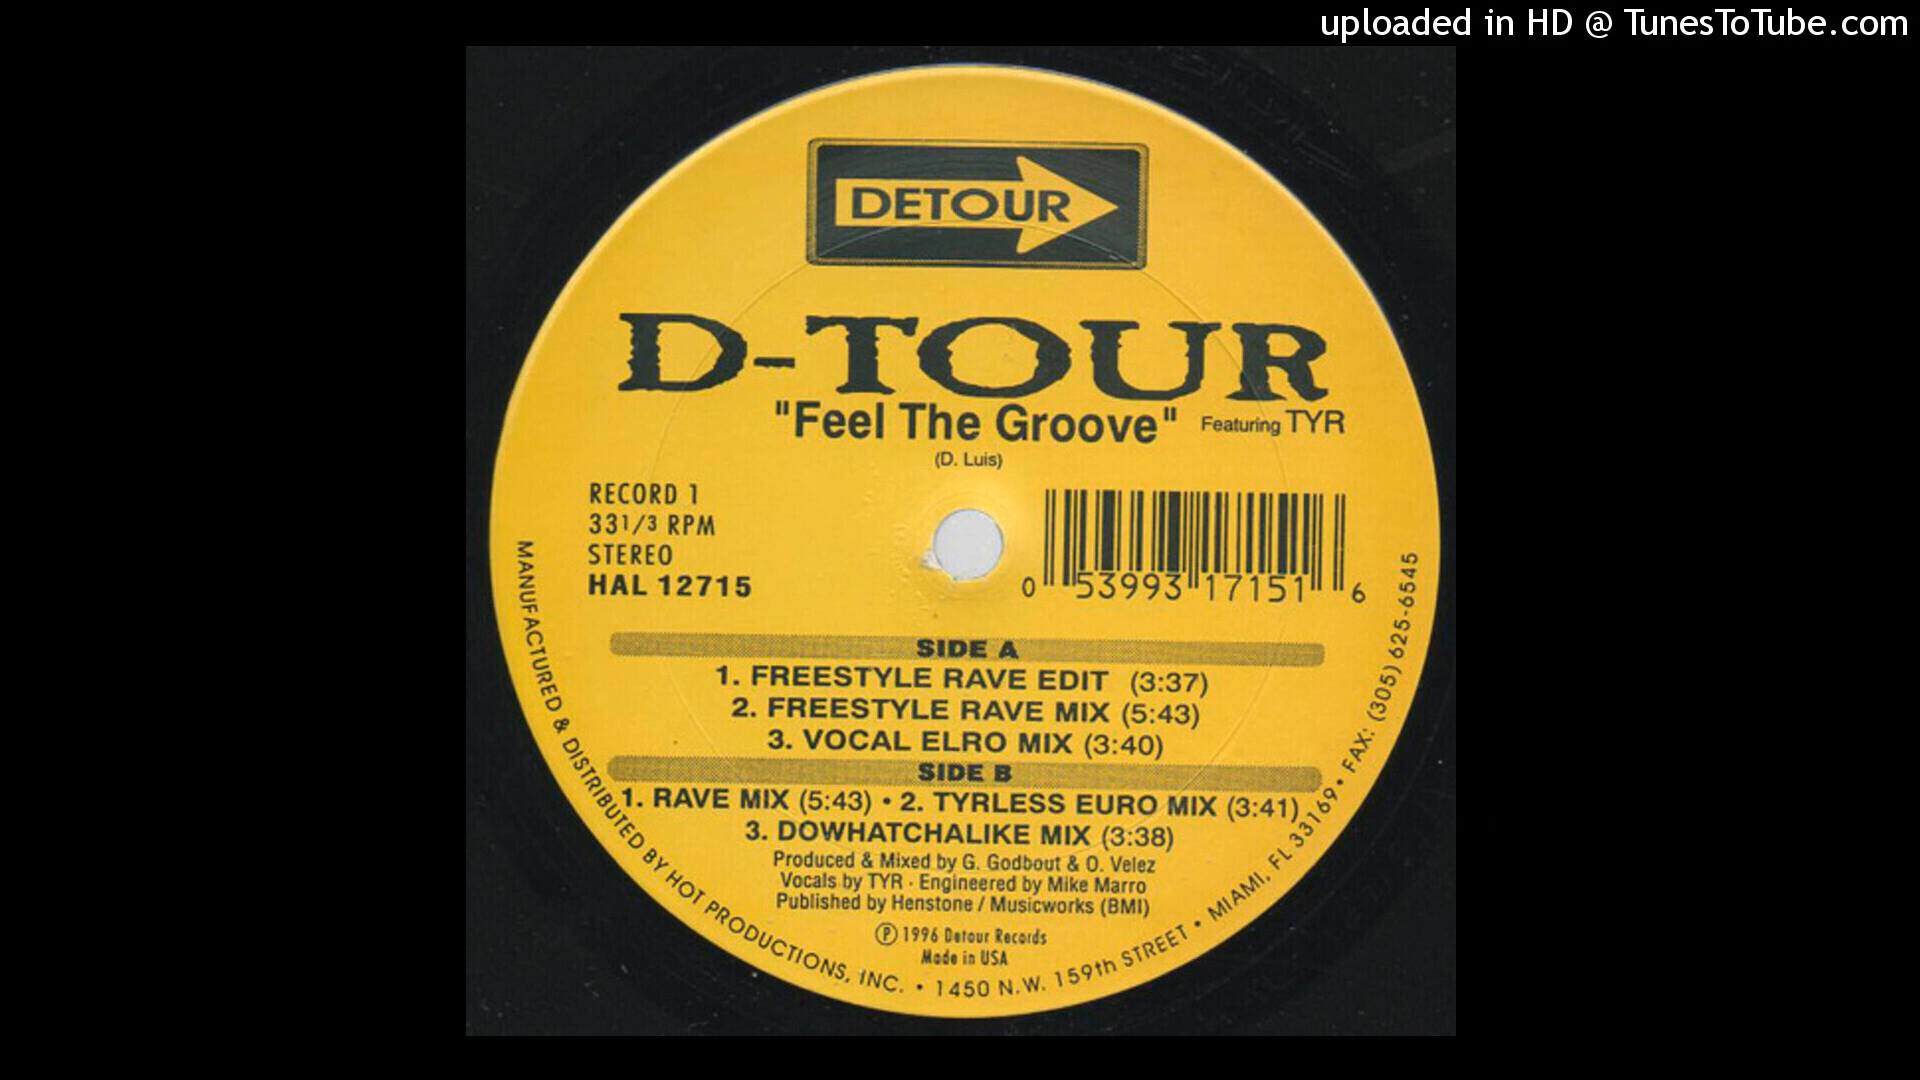 uploaded in HD @ TunesToTube.com
DETOUR
D-TOUR
"Feel The Groove" Featuring TYR
(D. Luis)
RECORD 1
33 1/3 RPM
STEREO
HAL 12715
0 53993 17151 6
SIDE A
1. FREESTYLE RAVE EDIT (3:37)
2. FREESTYLE RAVE MIX (5:43)
3. VOCAL ELRO MIX (3:40)
SIDE B
1. RAVE MIX (5:43) • 2. TYRLESS EURO MIX (3:41)
3. DOWHATCHALIKE MIX (3:38)
Produced & Mixed by G. Godbout & O. Velez
Vocals by TYR · Engineered by Mike Marro
Published by Henstone / Musicworks (BMI)
℗ 1996 Detour Records
Made in USA
MANUFACTURED & DISTRIBUTED BY HOT PRODUCTIONS, INC. • 1450 N.W. 159th STREET • MIAMI, FL 33169 • FAX: (305) 625-6545